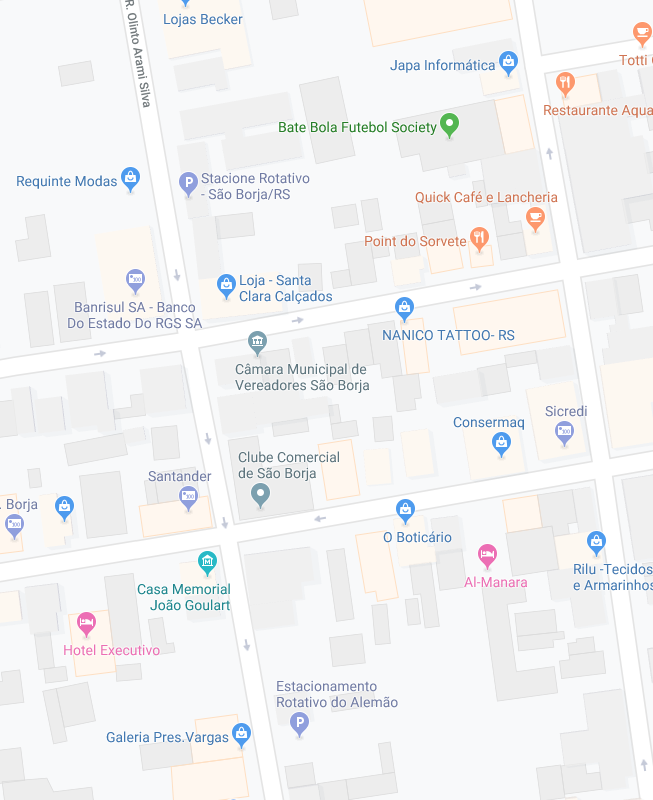 Lojas Becker
R. Olinto Arami Silva
Japa Informática
Totti
Restaurante Aqua
Bate Bola Futebol Society
Requinte Modas
Stacione Rotativo
- São Borja/RS
Quick Café e Lancheria
Point do Sorvete
Loja - Santa
Clara Calçados
Banrisul SA - Banco
Do Estado Do RGS SA
NANICO TATTOO- RS
Câmara Municipal de
Vereadores São Borja
Sicredi
Consermaq
Clube Comercial
de São Borja
Santander
. Borja
O Boticário
Rilu -Tecidos
e Armarinhos
Al-Manara
Casa Memorial
João Goulart
Hotel Executivo
Estacionamento
Rotativo do Alemão
Galeria Pres.Vargas